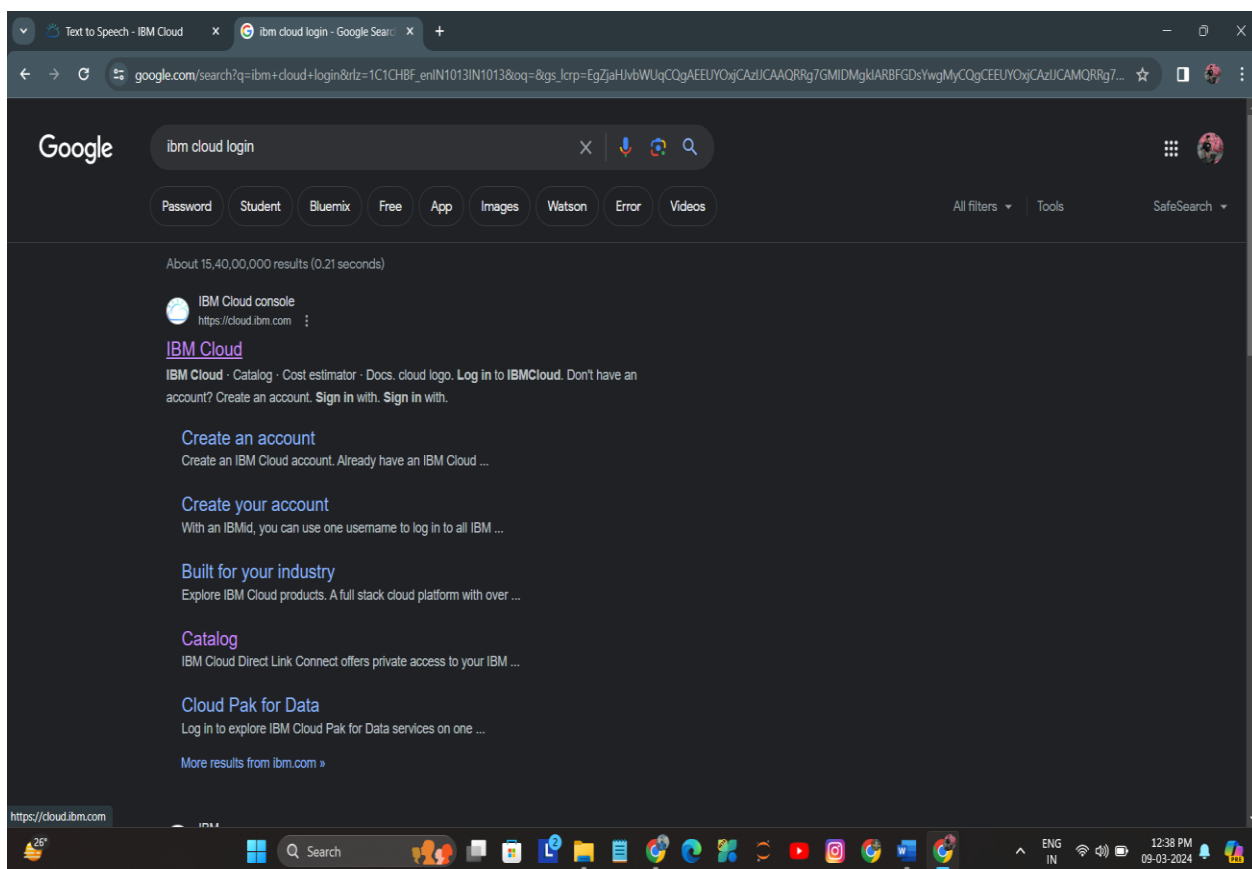 Text to Speech - IBM Cloud
ibm cloud login - Google Searc
google.com/search?q=ibm+cloud+login&rlz=1C1CHBF_enIN1013IN1013&oq=&gs_lcrp=EgZjaHJvbWUqCQgAEEUYOxjCAzIJCAAQRRg7GMIDMgkIARBFGDsYwgMyCQgCEEUYOxjCAzIJCAMQRRg7...
Google
ibm cloud login
Password Student Bluemix Free App Images Watson Error Videos All filters Tools SafeSearch
About 15,40,00,000 results (0.21 seconds)
IBM Cloud console
https://cloud.ibm.com
IBM Cloud
IBM Cloud · Catalog · Cost estimator · Docs. cloud logo. Log in to IBMCloud. Don't have an
account? Create an account. Sign in with. Sign in with.
Create an account
Create an IBM Cloud account. Already have an IBM Cloud ...
Create your account
With an IBMid, you can use one username to log in to all IBM ...
Built for your industry
Explore IBM Cloud products. A full stack cloud platform with over ...
Catalog
IBM Cloud Direct Link Connect offers private access to your IBM ...
Cloud Pak for Data
Log in to explore IBM Cloud Pak for Data services on one ...
More results from ibm.com »
https://cloud.ibm.com
IBM
26°
Search
L 2
ENG
IN
12:38 PM
09-03-2024
PRE